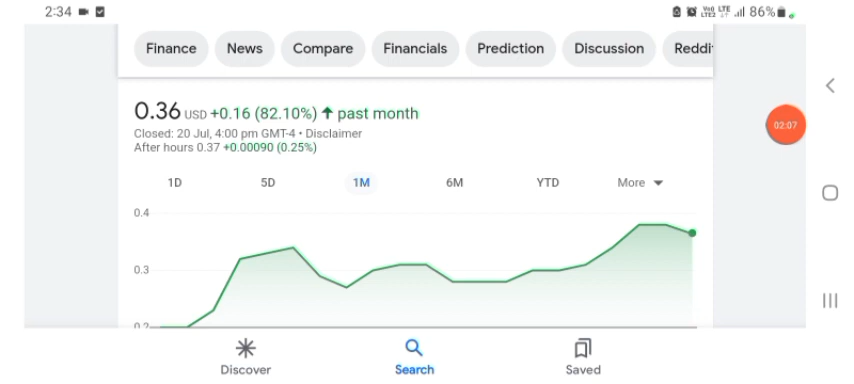 2:34 86%
LTE2 LTE
Finance News Compare Financials Prediction Discussion Reddi
0.36 USD +0.16 (82.10%) ↑ past month
Closed: 20 Jul, 4:00 pm GMT-4 • Disclaimer
After hours 0.37 +0.00090 (0.25%)
02:07
1D 5D 1M 6M YTD More
0.4
0.3
0.2
Discover Search Saved